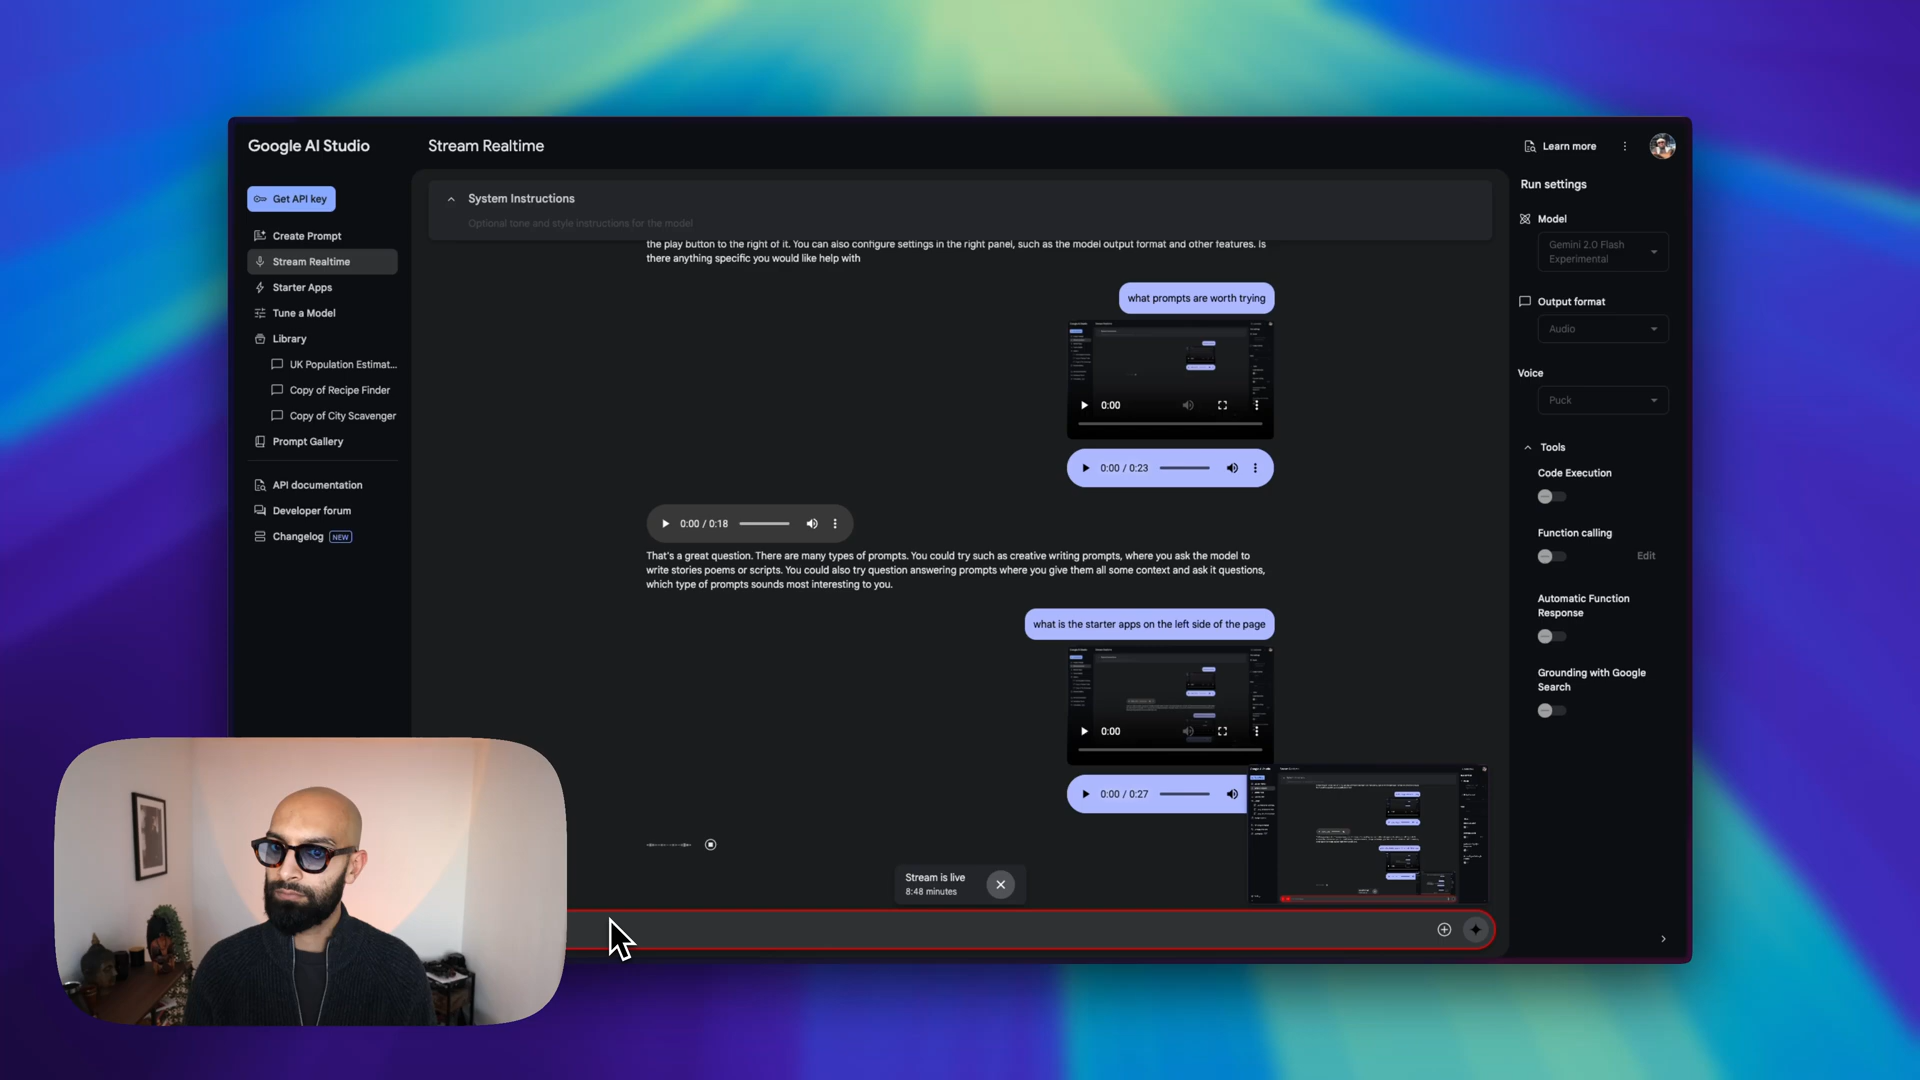 Google AI Studio
Stream Realtime
Learn more
Get API key
Create Prompt
Stream Realtime
Starter Apps
Tune a Model
Library
UK Population Estimat...
Copy of Recipe Finder
Copy of City Scavenger
Prompt Gallery
API documentation
Developer forum
Changelog NEW
System Instructions
Optional tone and style instructions for the model
the play button to the right of it. You can also configure settings in the right panel, such as the model output format and other features. Is
there anything specific you would like help with
what prompts are worth trying
0:00
0:00 / 0:23
0:00 / 0:18
That's a great question. There are many types of prompts. You could try such as creative writing prompts, where you ask the model to
write stories poems or scripts. You could also try question answering prompts where you give them all some context and ask it questions,
which type of prompts sounds most interesting to you.
what is the starter apps on the left side of the page
0:00
0:00 / 0:27
Stream is live
8:48 minutes
Run settings
Model
Gemini 2.0 Flash
Experimental
Output format
Audio
Voice
Puck
Tools
Code Execution
Function calling
Edit
Automatic Function
Response
Grounding with Google
Search